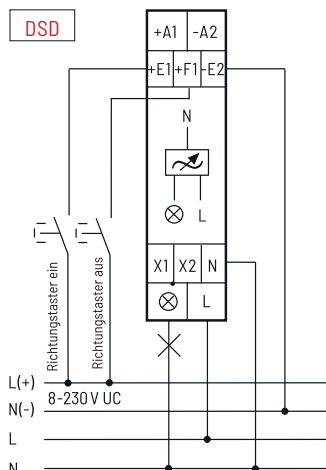 DSD
+A1 -A2
+E1 +F1 -E2
N
L
X1 X2 N
L
Richtungstaster ein
Richtungstaster aus
L(+)
8-230 V UC
N(-)
L
N